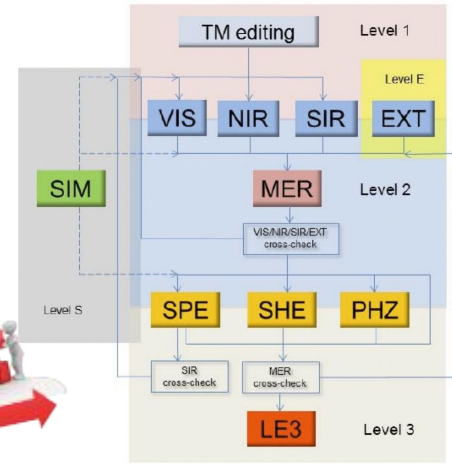 TM editing
Level 1
Level E
VIS
NIR
SIR
EXT
SIM
MER
Level 2
VIS/NIR/SIR/EXT
cross-check
Level S
SPE
SHE
PHZ
SIR
cross-check
MER
cross-check
LE3
Level 3